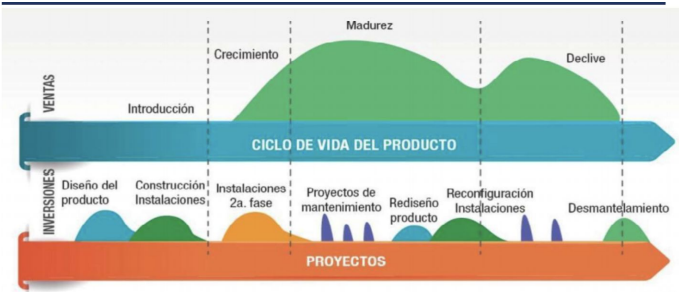 Madurez
Crecimiento
Declive
Introducción
VENTAS
CICLO DE VIDA DEL PRODUCTO
INVERSIONES
Diseño del
producto
Construcción
Instalaciones
Instalaciones
2a. fase
Proyectos de
mantenimiento
Rediseño
producto
Reconfiguración
Instalaciones
Desmantelamiento
PROYECTOS